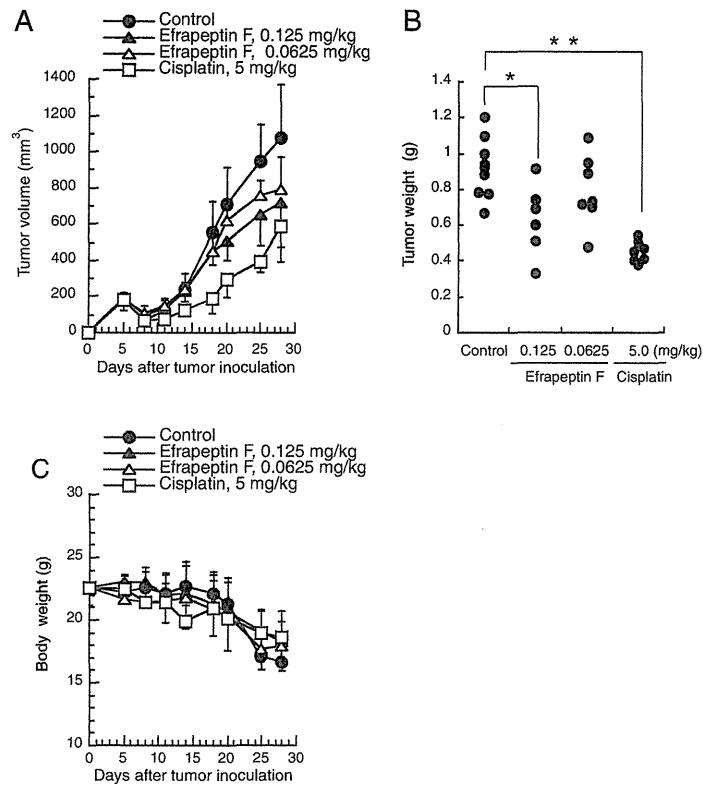 A
Control
Efrapeptin F, 0.125 mg/kg
Efrapeptin F, 0.0625 mg/kg
Cisplatin, 5 mg/kg
Tumor volume (mm3)
1400
1200
1000
800
600
400
200
0
0 5 10 15 20 25 30
Days after tumor inoculation
B
* *
*
Tumor weight (g)
1.4
1.2
1.0
0.8
0.6
0.4
0.2
0
Control 0.125 0.0625 5.0 (mg/kg)
Efrapeptin F Cisplatin
C
Control
Efrapeptin F, 0.125 mg/kg
Efrapeptin F, 0.0625 mg/kg
Cisplatin, 5 mg/kg
Body weight (g)
30
25
20
15
10
0 5 10 15 20 25 30
Days after tumor inoculation